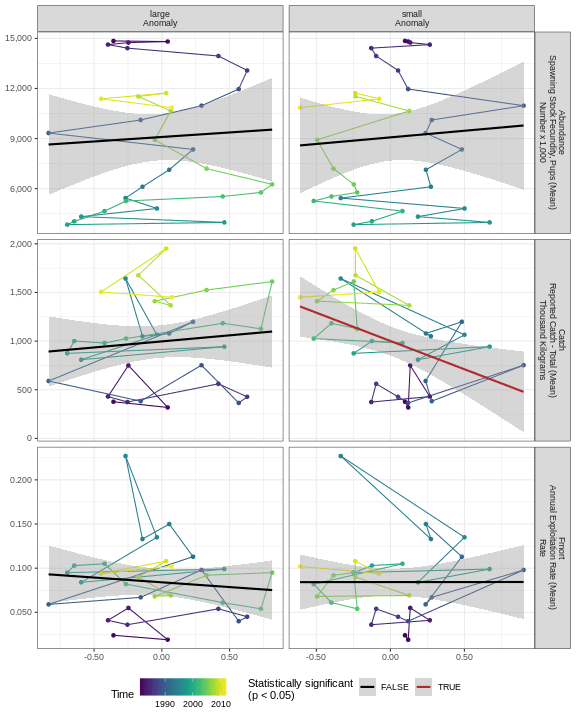 large
Anomaly
small
Anomaly
15,000
12,000
9,000
6,000
Abundance
Spawning Stock Fecundity, Pups (Mean)
Number x 1,000
2,000
1,500
1,000
500
0
Catch
Reported Catch - Total (Mean)
Thousand Kilograms
0.200
0.150
0.100
0.050
Fmort
Annual Exploitation Rate (Mean)
Rate
-0.50
0.00
0.50
-0.50
0.00
0.50
Time
1990
2000
2010
Statistically significant
(p < 0.05)
FALSE
TRUE